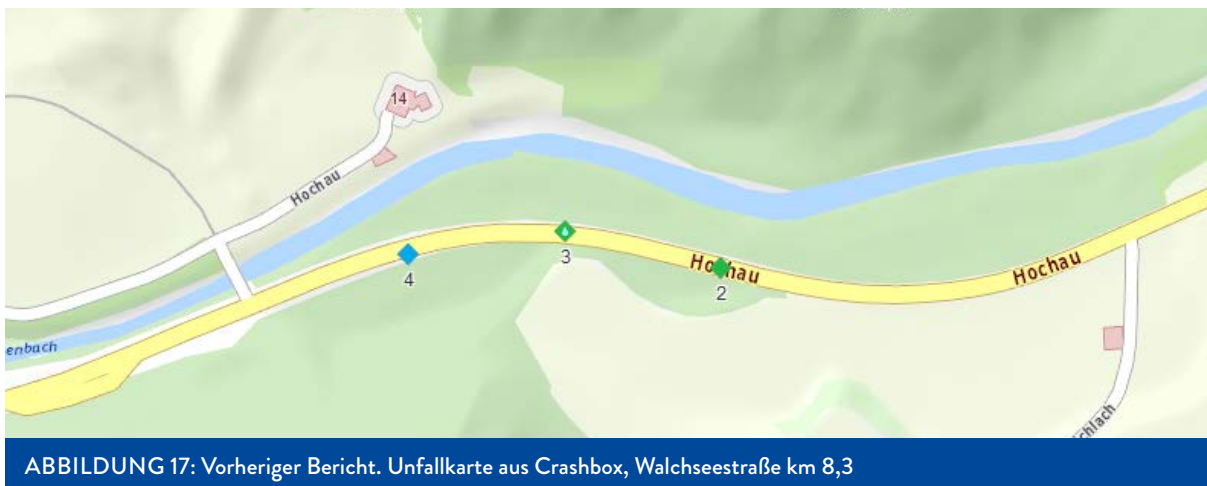 14
Hochau
3
4
Hochau
2
Hochau
enbach
chlach
ABBILDUNG 17: Vorheriger Bericht. Unfallkarte aus Crashbox, Walchseestraße km 8,3